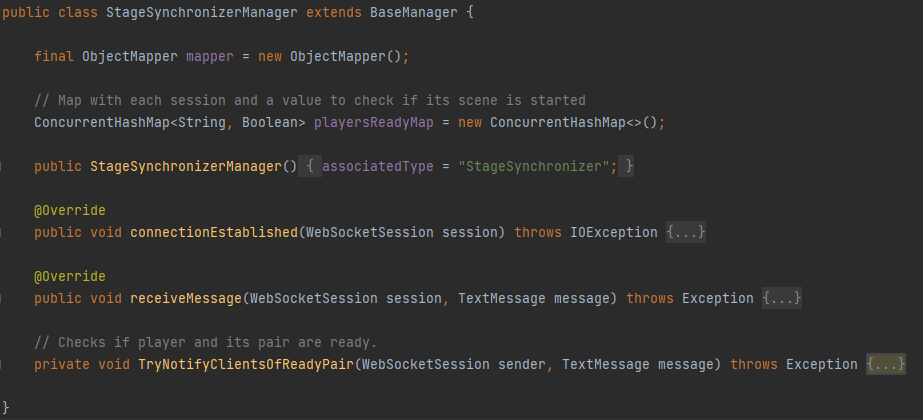 public class StageSynchronizerManager extends BaseManager {
final ObjectMapper mapper = new ObjectMapper();
// Map with each session and a value to check if its scene is started
ConcurrentHashMap<String, Boolean> playersReadyMap = new ConcurrentHashMap<>();
public StageSynchronizerManager() { associatedType = "StageSynchronizer"; }
@Override
public void connectionEstablished(WebSocketSession session) throws IOException {...}
@Override
public void receiveMessage(WebSocketSession session, TextMessage message) throws Exception {...}
// Checks if player and its pair are ready.
private void TryNotifyClientsOfReadyPair(WebSocketSession sender, TextMessage message) throws Exception {...}
}